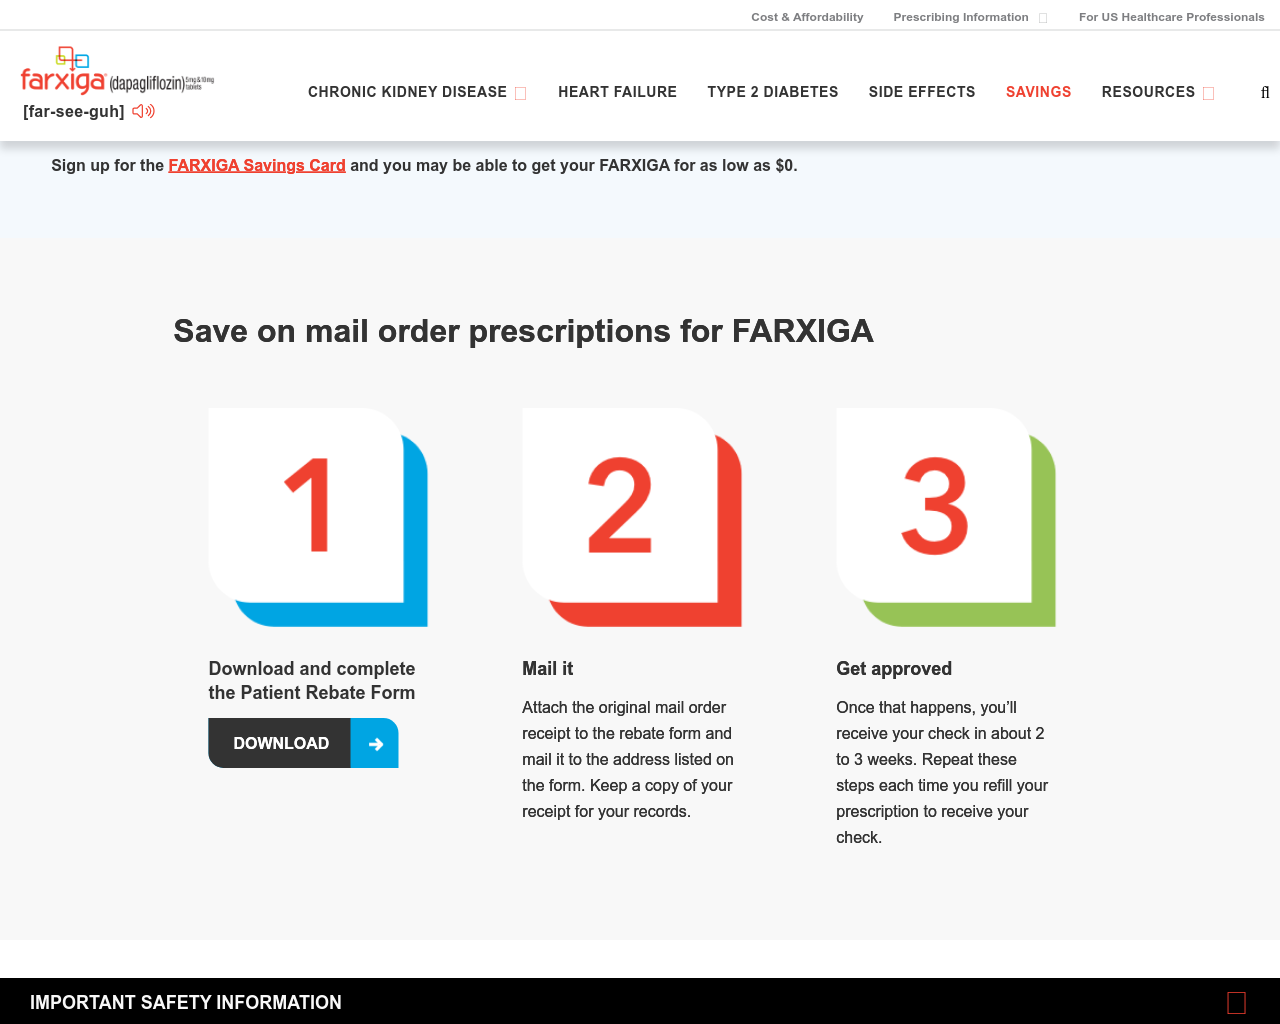 Cost & Affordability Prescribing Information For US Healthcare Professionals
farxiga (dapagliflozin) 5 mg & 10 mg tablets
[far-see-guh]
CHRONIC KIDNEY DISEASE HEART FAILURE TYPE 2 DIABETES SIDE EFFECTS SAVINGS RESOURCES
Sign up for the FARXIGA Savings Card and you may be able to get your FARXIGA for as low as $0.
Save on mail order prescriptions for FARXIGA
1
Download and complete
the Patient Rebate Form
DOWNLOAD
2
Mail it
Attach the original mail order
receipt to the rebate form and
mail it to the address listed on
the form. Keep a copy of your
receipt for your records.
3
Get approved
Once that happens, you’ll
receive your check in about 2
to 3 weeks. Repeat these
steps each time you refill your
prescription to receive your
check.
IMPORTANT SAFETY INFORMATION